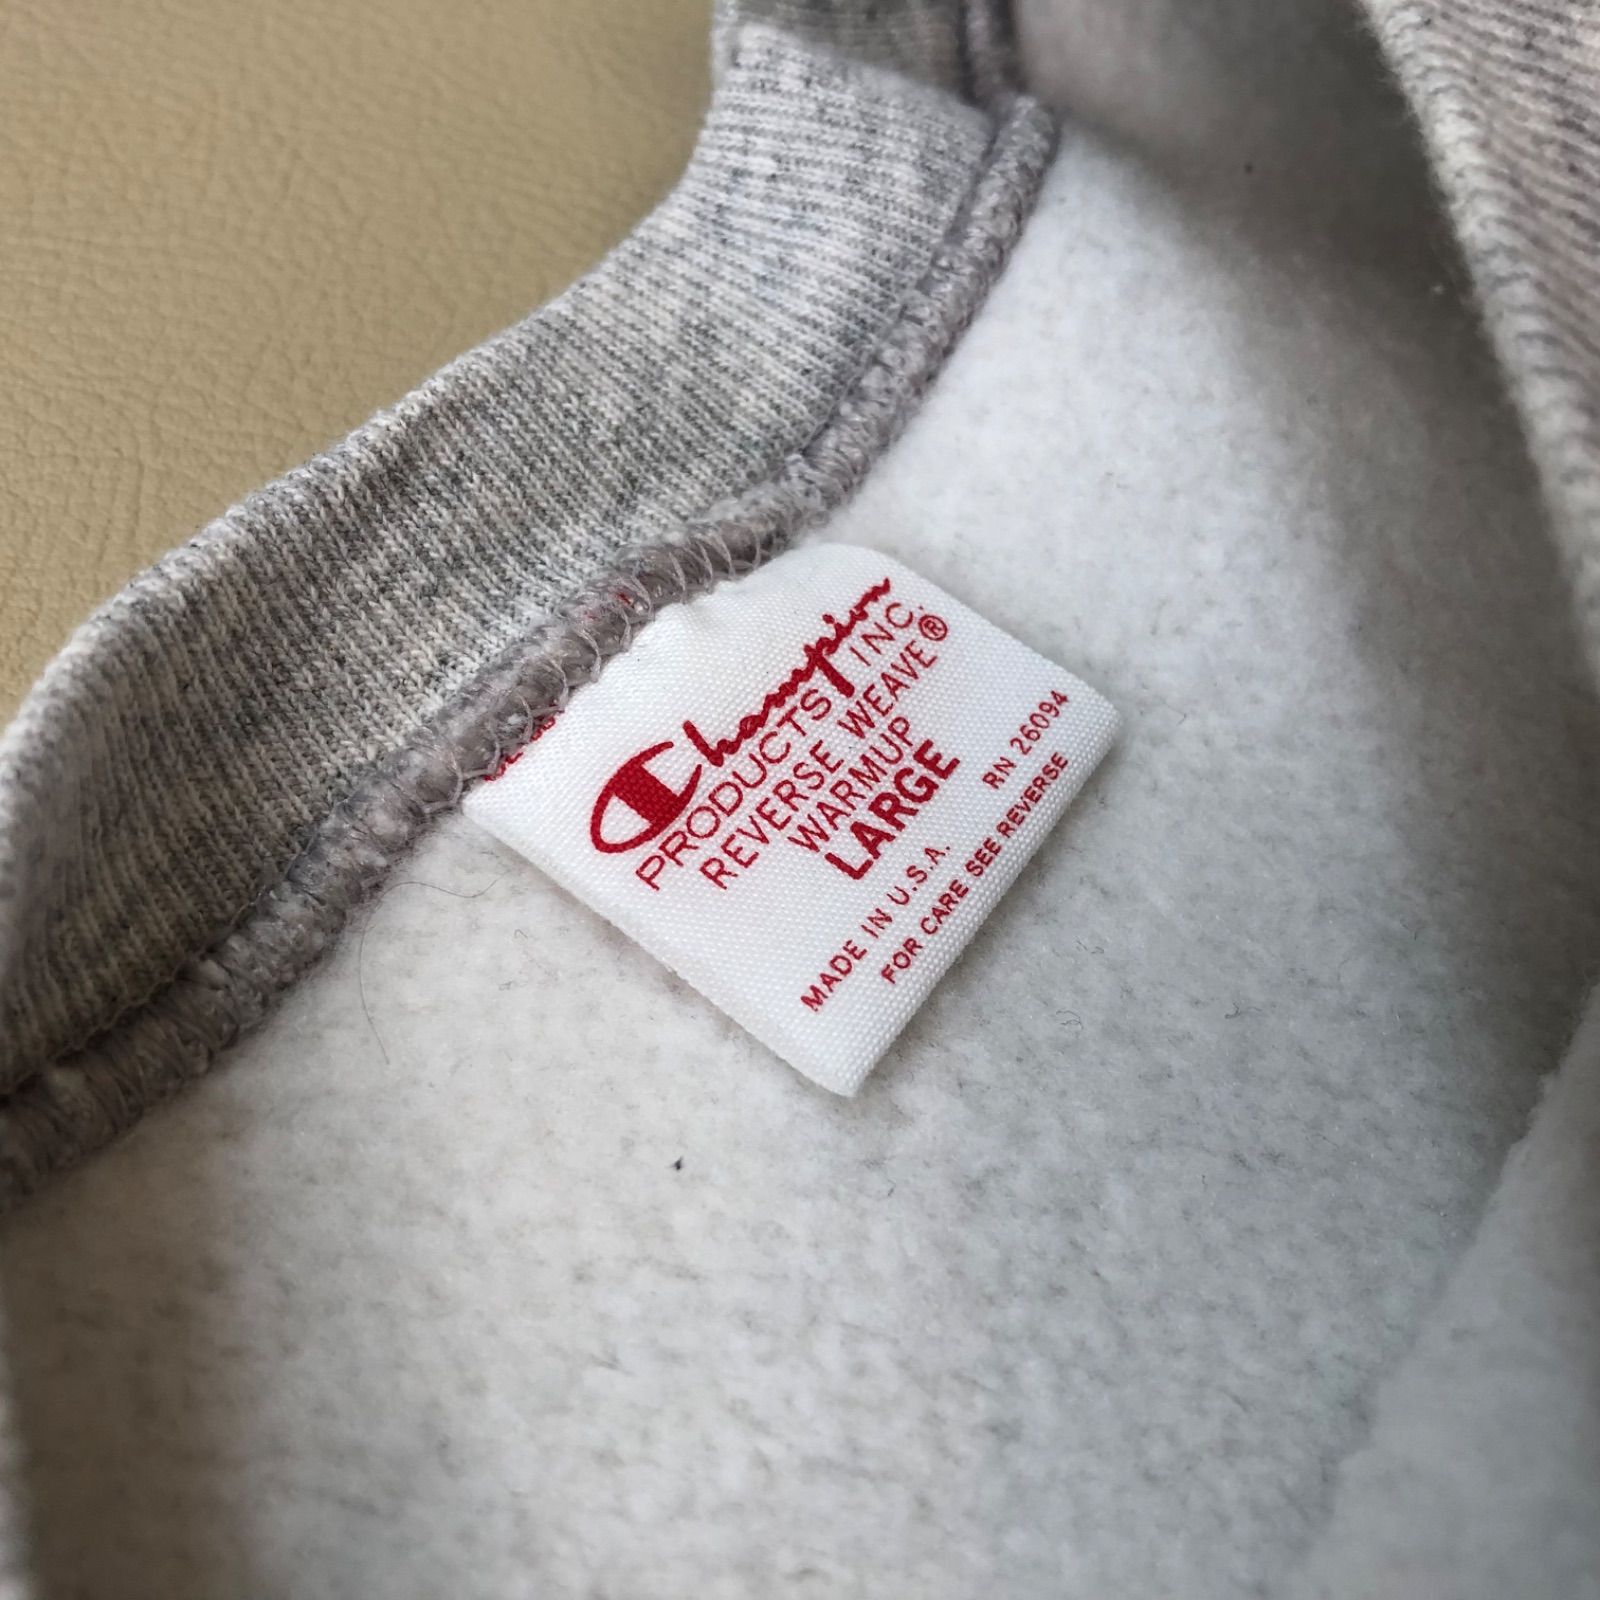 Champion
PRODUCTS INC.
REVERSE WEAVE®
WARMUP
LARGE
RN 26094
MADE IN U.S.A.
FOR CARE SEE REVERSE